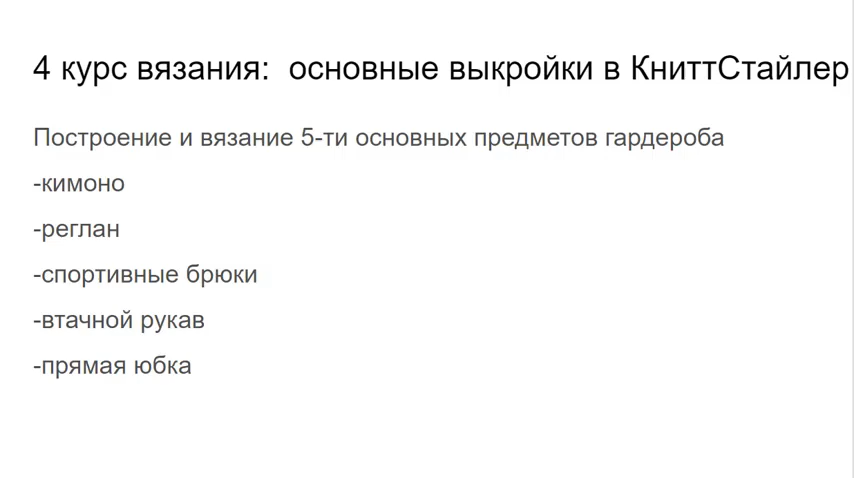 4 курс вязания:  основные выкройки в КниттСтайлер
Построение и вязание 5-ти основных предметов гардероба
-кимоно
-реглан
-спортивные брюки
-втачной рукав
-прямая юбка